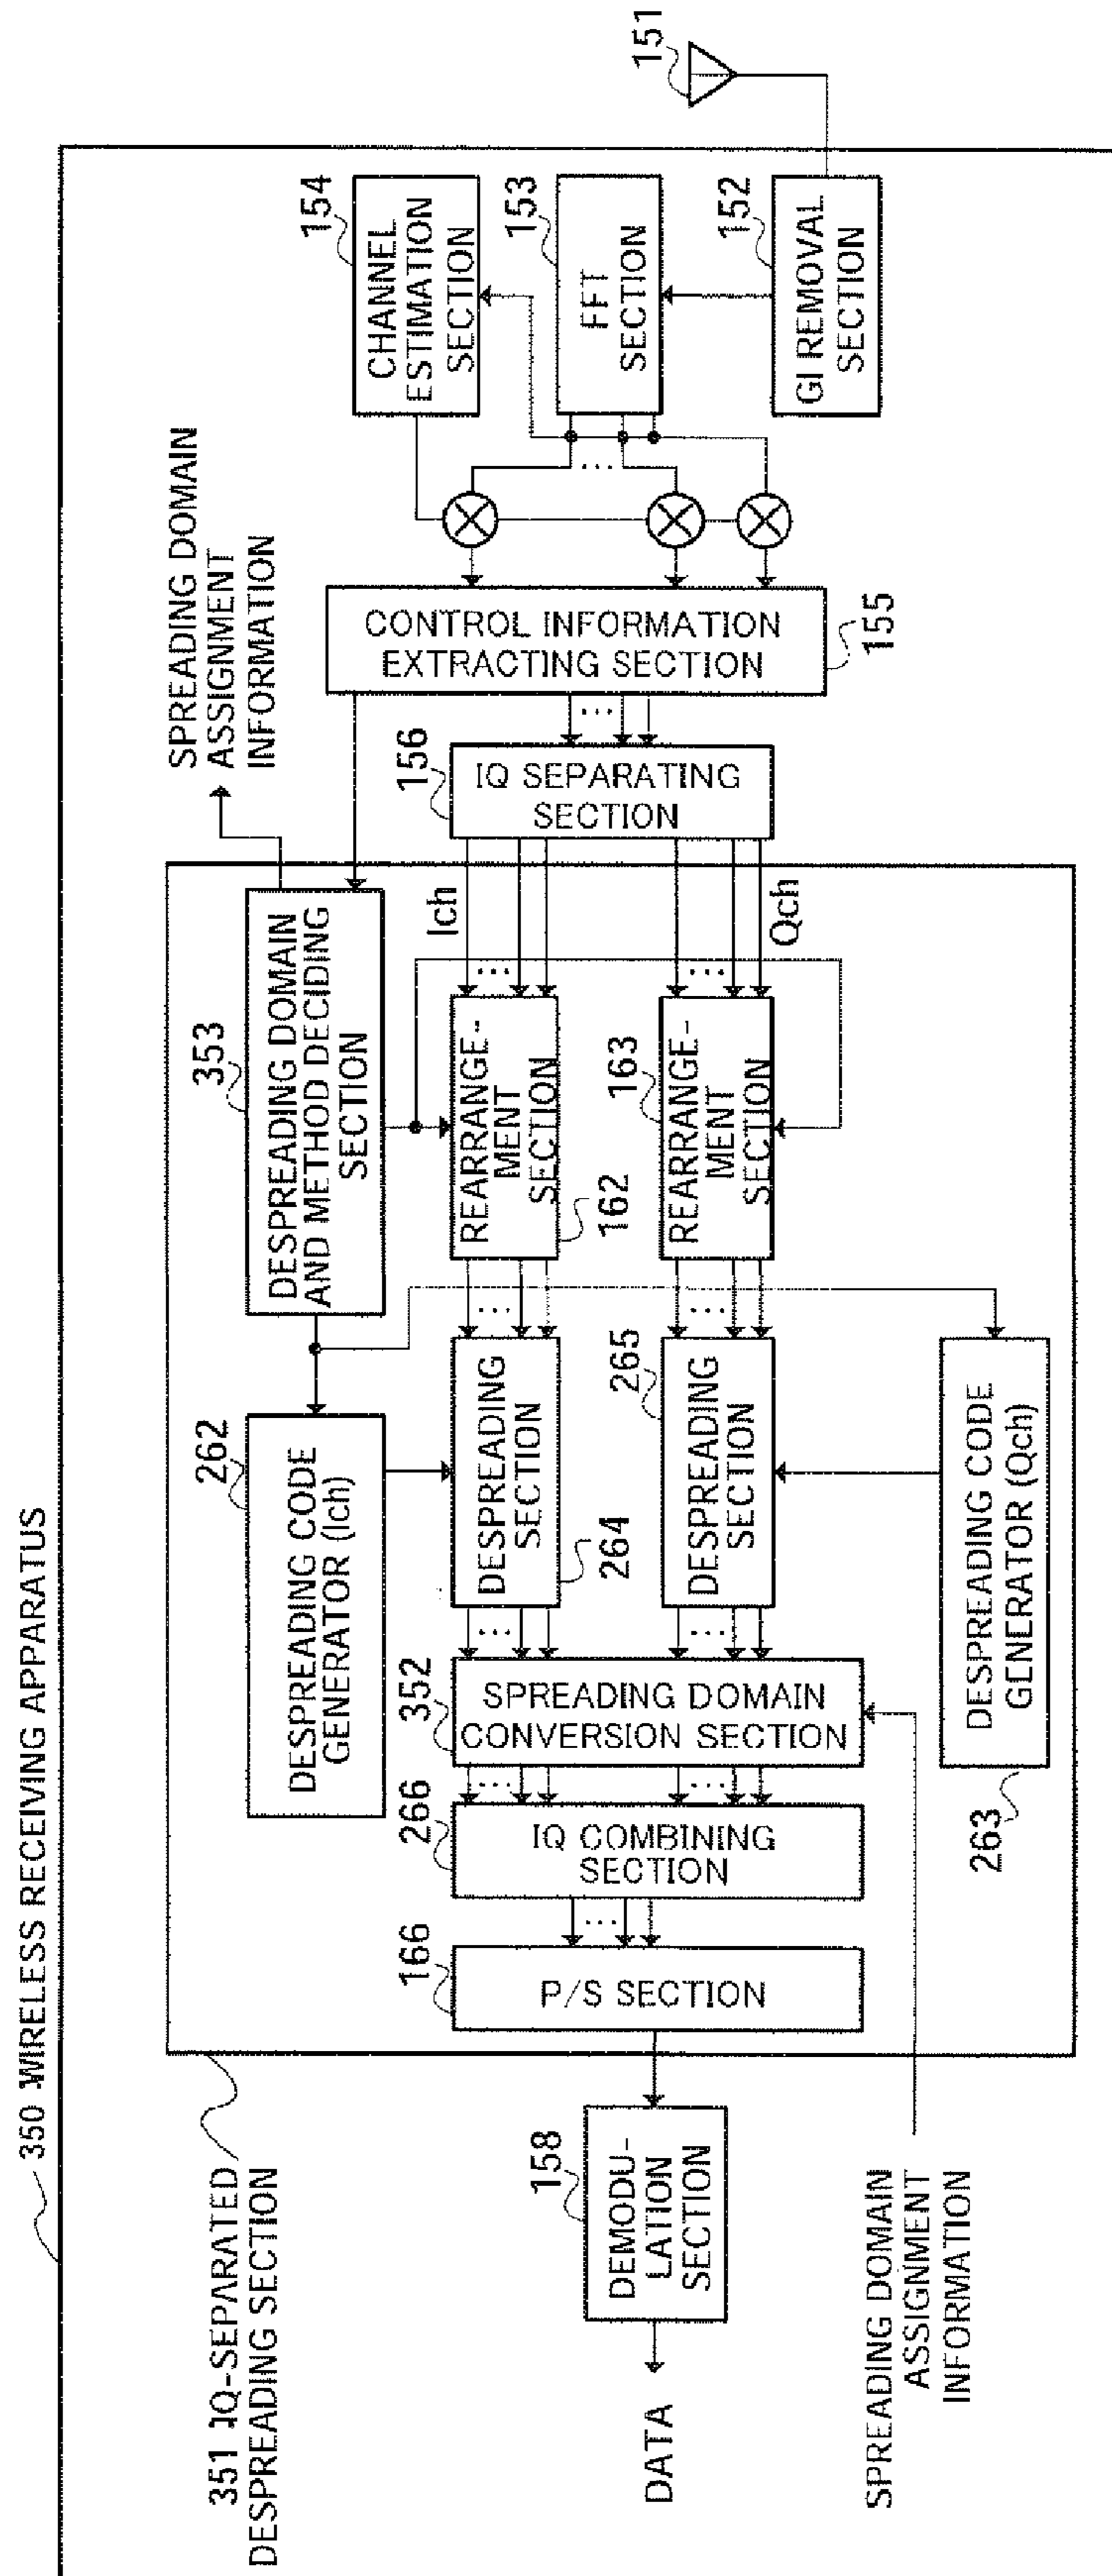 350 WIRELESS RECEIVING APPARATUS
351 IQ-SEPARATED
DESPREADING SECTION
353
DESPREADING DOMAIN
AND METHOD DECIDING
SECTION
SPREADING DOMAIN
ASSIGNMENT
INFORMATION
154
CHANNEL
ESTIMATION
SECTION
153
FFT
SECTION
152
GI REMOVAL
SECTION
151
CONTROL INFORMATION
EXTRACTING SECTION
155
156
IQ SEPARATING
SECTION
Ich
Qch
REARRANGE-
MENT
SECTION
162
163
REARRANGE-
MENT
SECTION
262
DESPREADING CODE
GENERATOR (Ich)
DESPREADING
SECTION
264
265
DESPREADING
SECTION
DESPREADING CODE
GENERATOR (Qch)
263
352
SPREADING DOMAIN
CONVERSION SECTION
266
IQ COMBINING
SECTION
166
P/S SECTION
158
DEMODU-
LATION
SECTION
DATA
SPREADING DOMAIN
ASSIGNMENT
INFORMATION